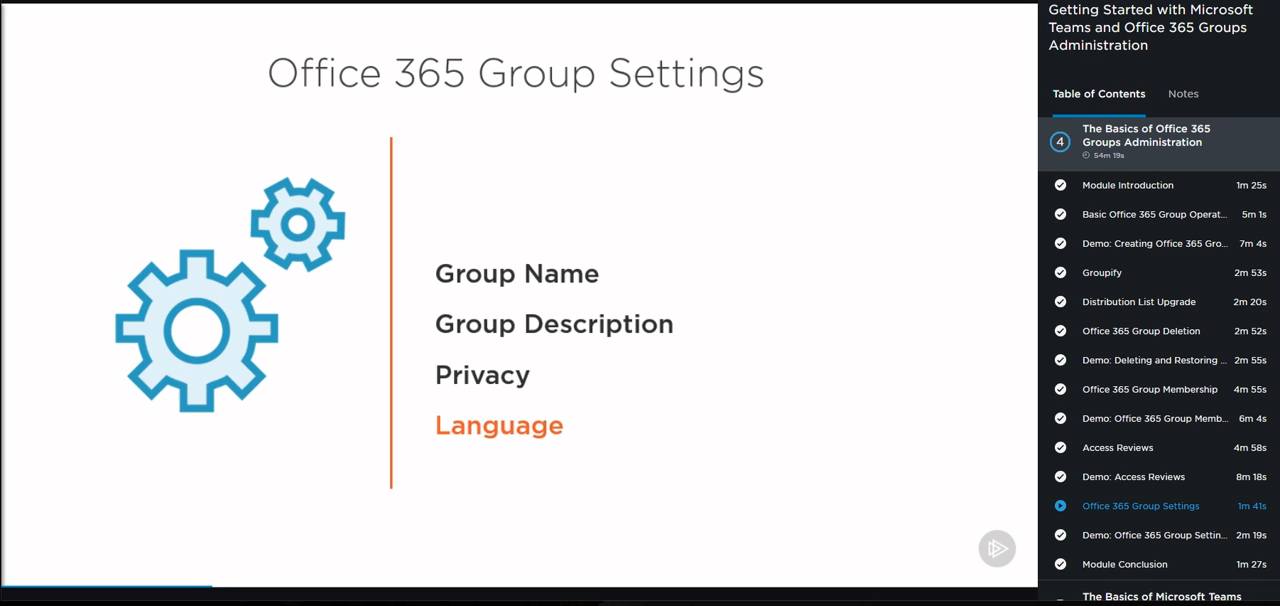 Office 365 Group Settings
Group Name
Group Description
Privacy
Language
Getting Started with Microsoft
Teams and Office 365 Groups
Administration
Table of Contents Notes
4
The Basics of Office 365
Groups Administration
54m 19s
Module Introduction 1m 25s
Basic Office 365 Group Operat... 5m 1s
Demo: Creating Office 365 Gro... 7m 4s
Groupify 2m 53s
Distribution List Upgrade 2m 20s
Office 365 Group Deletion 2m 52s
Demo: Deleting and Restoring ... 2m 55s
Office 365 Group Membership 4m 55s
Demo: Office 365 Group Memb... 6m 4s
Access Reviews 4m 58s
Demo: Access Reviews 8m 18s
Office 365 Group Settings 1m 41s
Demo: Office 365 Group Settin... 2m 19s
Module Conclusion 1m 27s
The Basics of Microsoft Teams